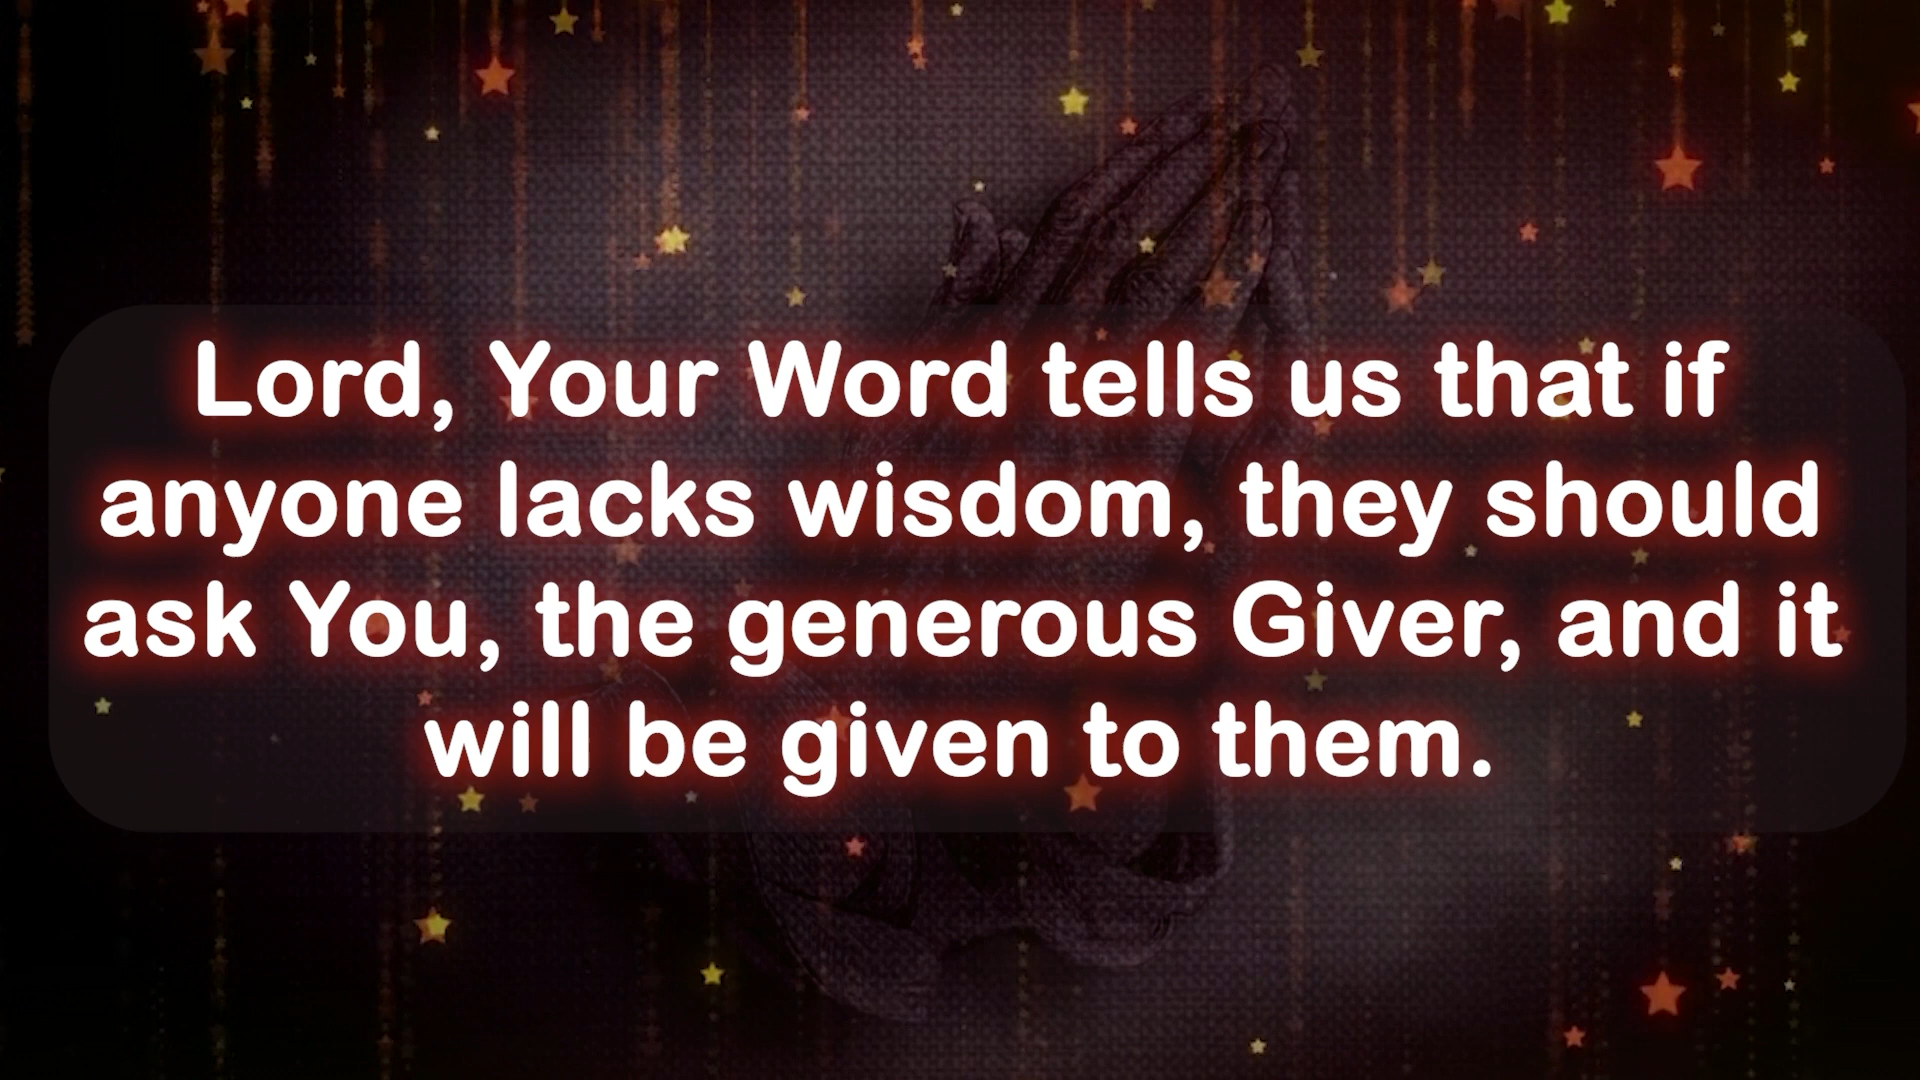 Lord, Your Word tells us that if
anyone lacks wisdom, they should
ask You, the generous Giver, and it
will be given to them.